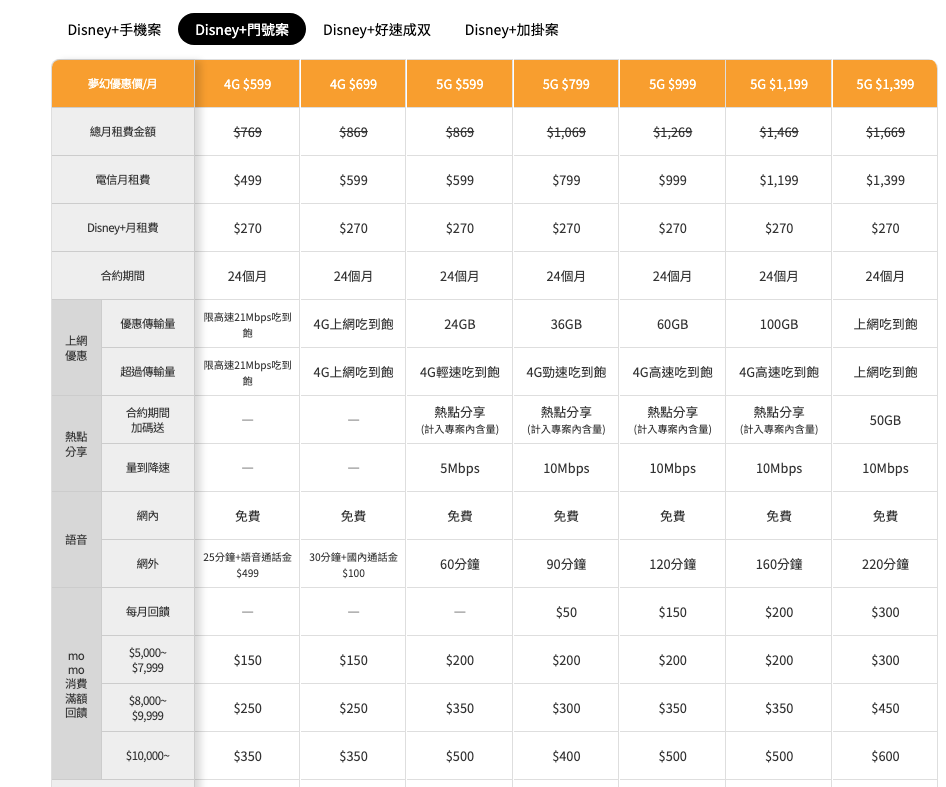 Disney+手機案 Disney+門號案 Disney+好速成双 Disney+加掛案
夢幻優惠價/月 4G $599 4G $699 5G $599 5G $799 5G $999 5G $1,199 5G $1,399
總月租費金額 $769 $869 $869 $1,069 $1,269 $1,469 $1,669
電信月租費 $499 $599 $599 $799 $999 $1,199 $1,399
Disney+月租費 $270 $270 $270 $270 $270 $270 $270
合約期間 24個月 24個月 24個月 24個月 24個月 24個月 24個月
上網
優惠
優惠傳輸量 限高速21Mbps吃到
飽 4G上網吃到飽 24GB 36GB 60GB 100GB 上網吃到飽
超過傳輸量 限高速21Mbps吃到
飽 4G上網吃到飽 4G輕速吃到飽 4G勁速吃到飽 4G高速吃到飽 4G高速吃到飽 上網吃到飽
熱點
分享
合約期間
加碼送 — — 熱點分享
(計入專案內含量) 熱點分享
(計入專案內含量) 熱點分享
(計入專案內含量) 熱點分享
(計入專案內含量) 50GB
量到降速 — — 5Mbps 10Mbps 10Mbps 10Mbps 10Mbps
語音
網內 免費 免費 免費 免費 免費 免費 免費
網外 25分鐘+語音通話金
$499 30分鐘+國內通話金
$100 60分鐘 90分鐘 120分鐘 160分鐘 220分鐘
mo
mo
消費
滿額
回饋
每月回饋 — — — $50 $150 $200 $300
$5,000~
$7,999 $150 $150 $200 $200 $200 $200 $300
$8,000~
$9,999 $250 $250 $350 $300 $350 $350 $450
$10,000~ $350 $350 $500 $400 $500 $500 $600